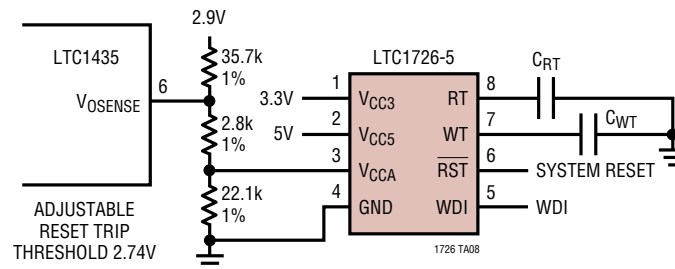 2.9V
LTC1435
6
VOSENSE
35.7k
1%
2.8k
1%
22.1k
1%
ADJUSTABLE
RESET TRIP
THRESHOLD 2.74V
LTC1726-5
3.3V
1
VCC3
5V
2
VCC5
3
VCCA
4
GND
RT
8
CRT
WT
7
CWT
RST
6
SYSTEM RESET
WDI
5
WDI
1726 TA08